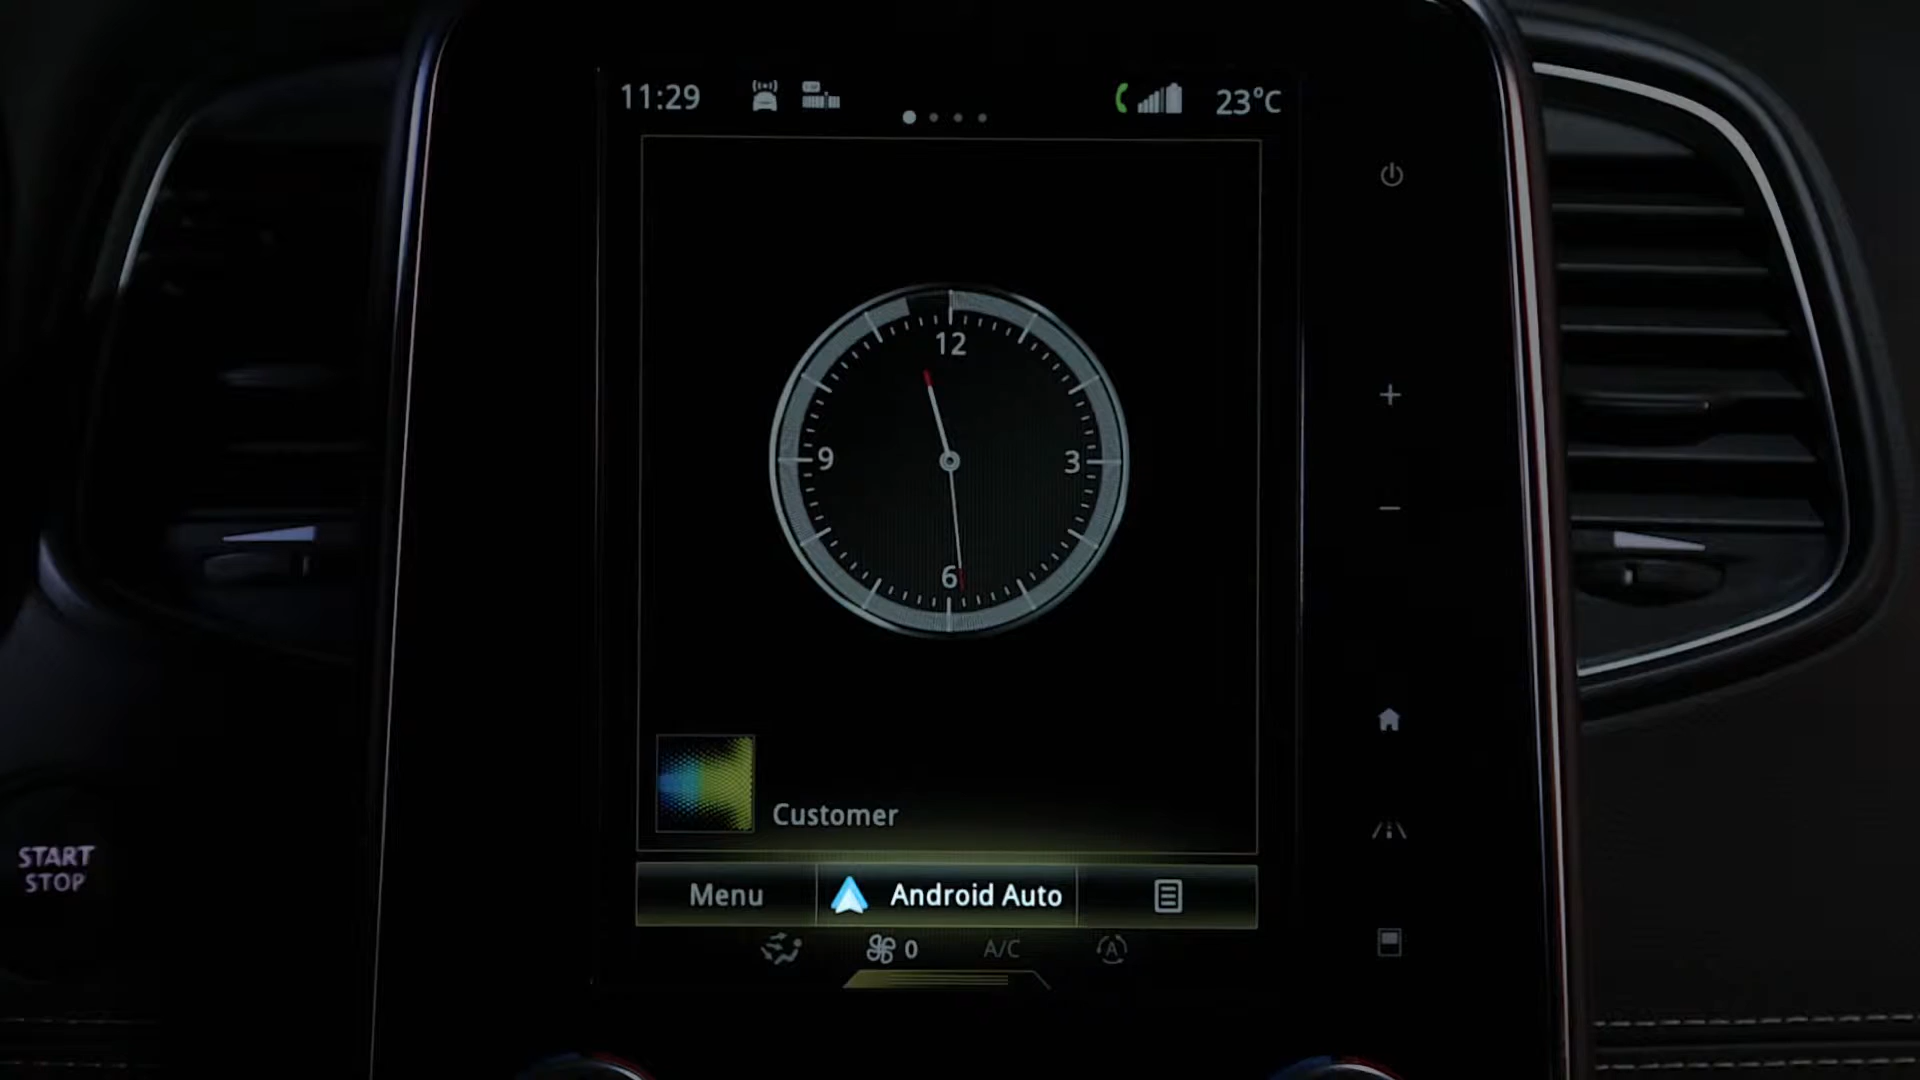 11:29
23°C
12
9
3
6
Customer
START
STOP
Menu
Android Auto
0
A/C
A